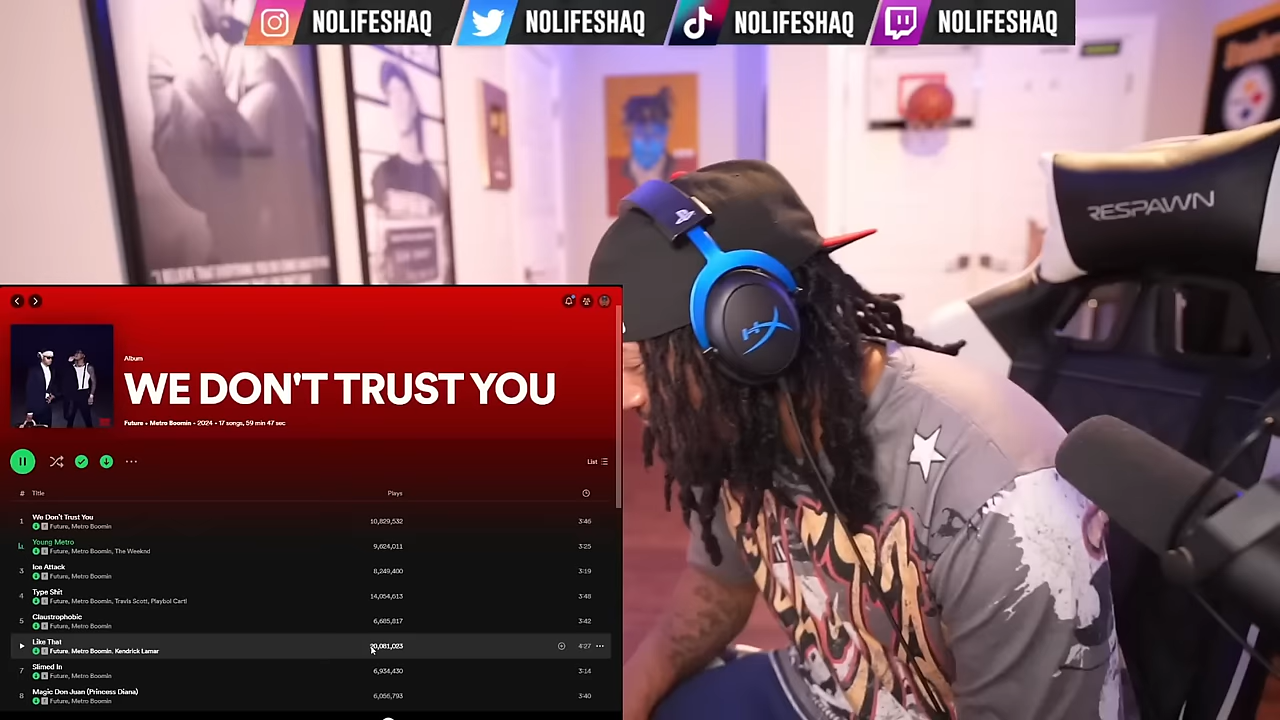 NOLIFESHAQ
NOLIFESHAQ
NOLIFESHAQ
NOLIFESHAQ
RESPAWN
Album
WE DON'T TRUST YOU
Future • Metro Boomin • 2024 • 17 songs, 59 min 47 sec
List
# Title Plays
1 We Don't Trust You 10,829,532 3:46
Future, Metro Boomin
Young Metro 9,624,011 3:25
Future, Metro Boomin, The Weeknd
3 Ice Attack 8,249,400 3:19
Future, Metro Boomin
4 Type Shit 14,054,613 3:48
Future, Metro Boomin, Travis Scott, Playboi Carti
5 Claustrophobic 6,685,817 3:42
Future, Metro Boomin
Like That 20,081,023 4:27
Future, Metro Boomin, Kendrick Lamar
7 Slimed In 6,934,430 3:14
Future, Metro Boomin
8 Magic Don Juan (Princess Diana) 6,056,793 3:40
Future, Metro Boomin